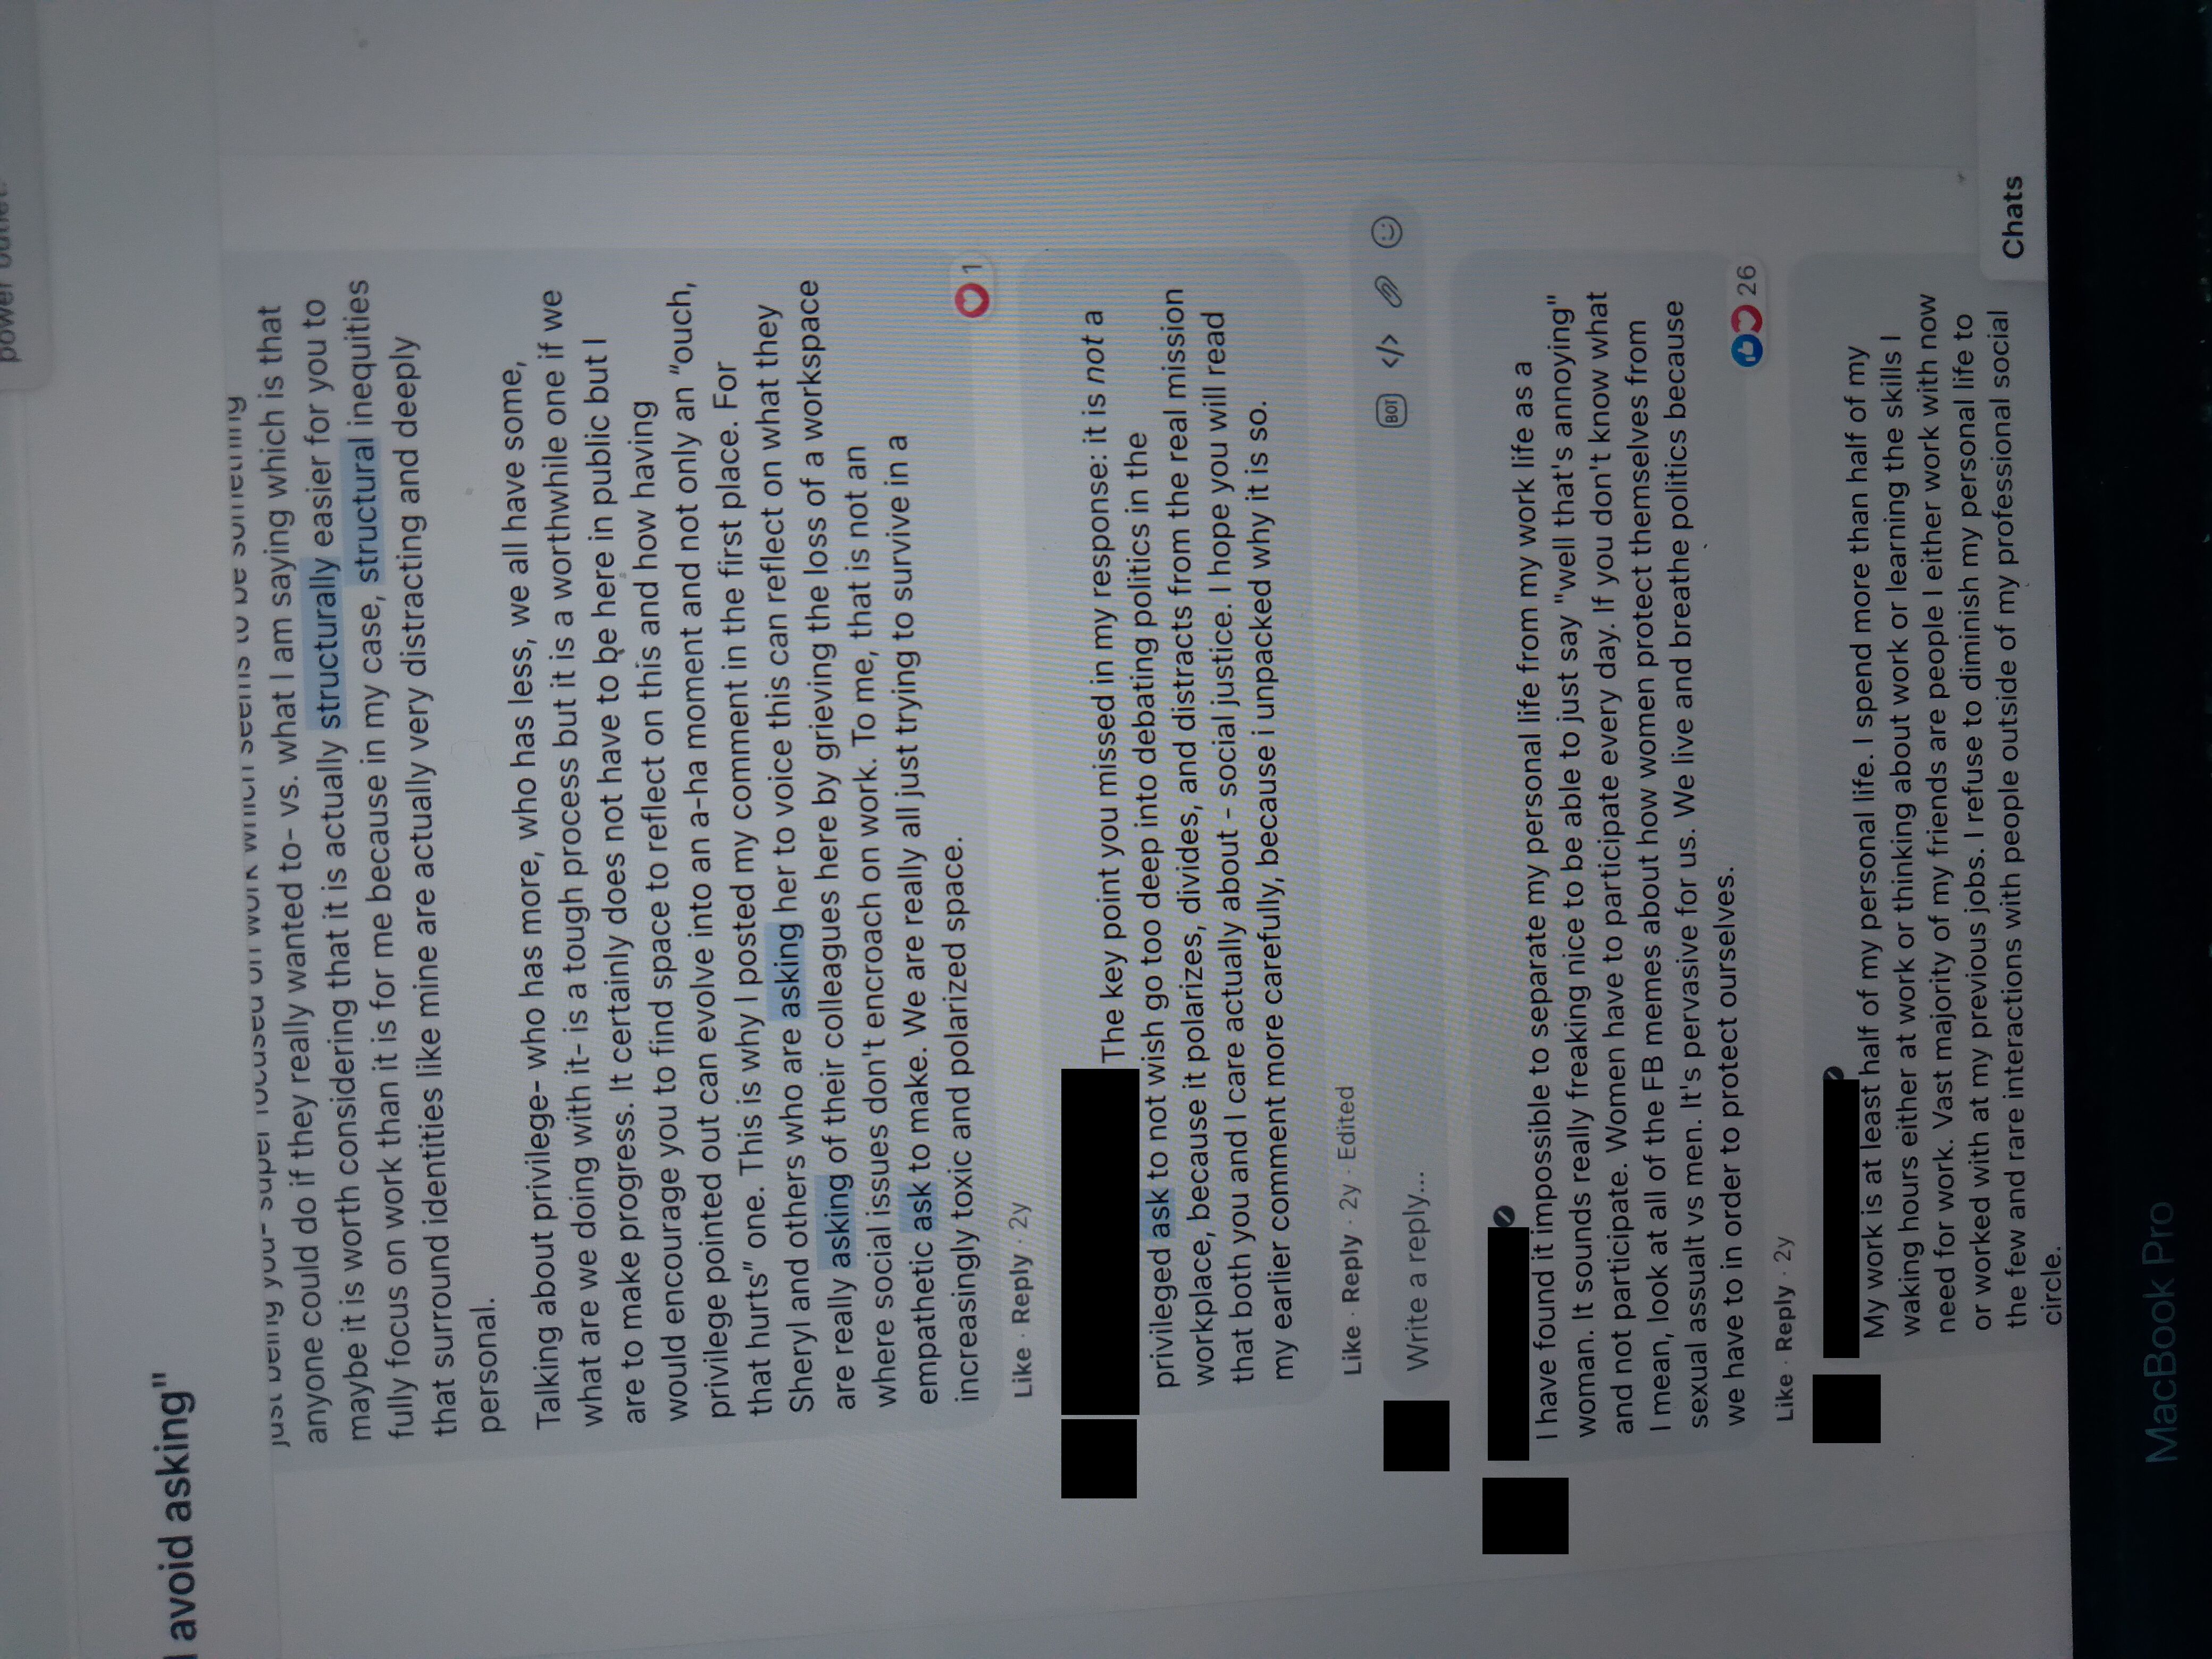 power outlet.
avoid asking"
just being you- super focused on work which seems to be something
anyone could do if they really wanted to- vs. what I am saying which is that
maybe it is worth considering that it is actually structurally easier for you to
fully focus on work than it is for me because in my case, structural inequities
that surround identities like mine are actually very distracting and deeply
personal.
Talking about privilege- who has more, who has less, we all have some,
what are we doing with it- is a tough process but it is a worthwhile one if we
are to make progress. It certainly does not have to be here in public but I
would encourage you to find space to reflect on this and how having
privilege pointed out can evolve into an a-ha moment and not only an "ouch,
that hurts" one. This is why I posted my comment in the first place. For
Sheryl and others who are asking her to voice this can reflect on what they
are really asking of their colleagues here by grieving the loss of a workspace
where social issues don't encroach on work. To me, that is not an
empathetic ask to make. We are really all just trying to survive in a
increasingly toxic and polarized space.
1
Like · Reply · 2y
The key point you missed in my response: it is not a
privileged ask to not wish go too deep into debating politics in the
workplace, because it polarizes, divides, and distracts from the real mission
that both you and I care actually about - social justice. I hope you will read
my earlier comment more carefully, because i unpacked why it is so.
Like · Reply · 2y · Edited
Write a reply...
BOT </>
I have found it impossible to separate my personal life from my work life as a
woman. It sounds really freaking nice to be able to just say "well that's annoying"
and not participate. Women have to participate every day. If you don't know what
I mean, look at all of the FB memes about how women protect themselves from
sexual assualt vs men. It's pervasive for us. We live and breathe politics because
we have to in order to protect ourselves.
26
Like · Reply · 2y
My work is at least half of my personal life. I spend more than half of my
waking hours either at work or thinking about work or learning the skills I
need for work. Vast majority of my friends are people I either work with now
or worked with at my previous jobs. I refuse to diminish my personal life to
the few and rare interactions with people outside of my professional social
circle.
Chats
MacBook Pro